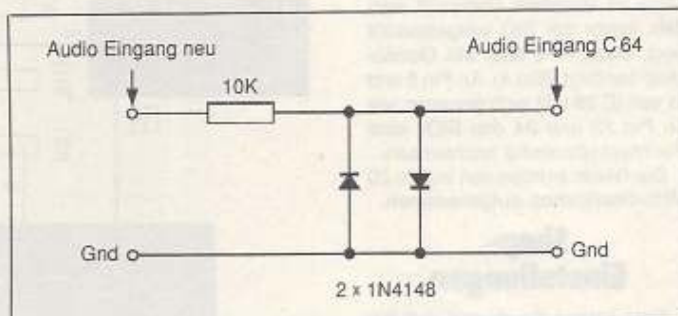 Audio Eingang neu
Audio Eingang C 64
10K
Gnd
Gnd
2 x 1N4148